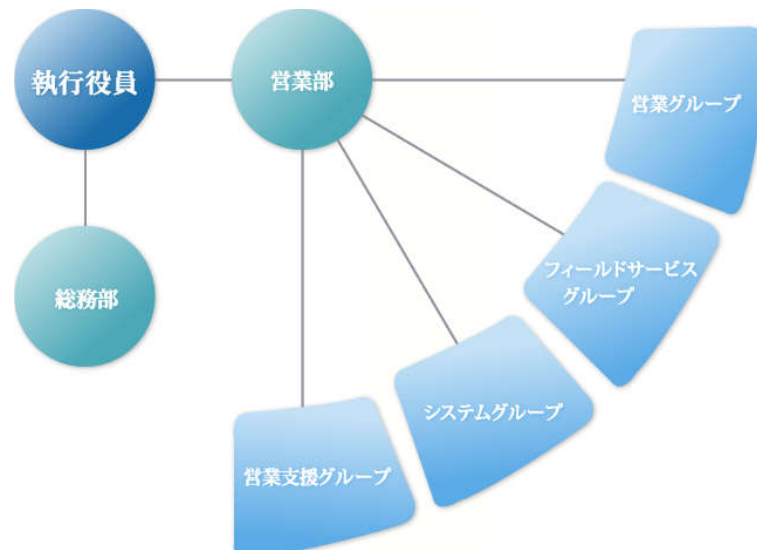 執行役員
営業部
営業グループ
フィールドサービス
グループ
総務部
システムグループ
営業支援グループ